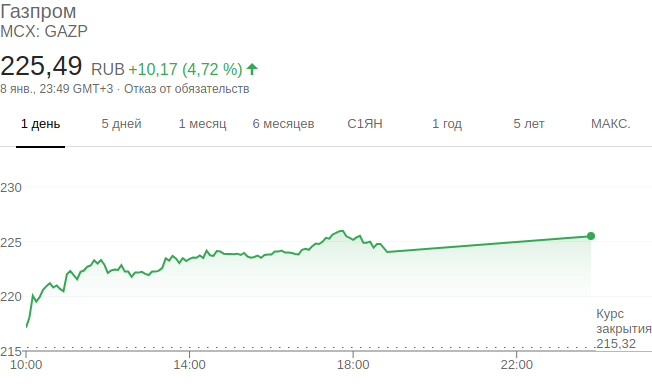 Газпром
MCX: GAZP
225,49 RUB +10,17 (4,72 %)
8 янв., 23:49 GMT+3 · Отказ от обязательств
1 день 5 дней 1 месяц 6 месяцев С1ЯН 1 год 5 лет МАКС.
230
225
220
Курс
закрытия
215,32
215
10:00 14:00 18:00 22:00